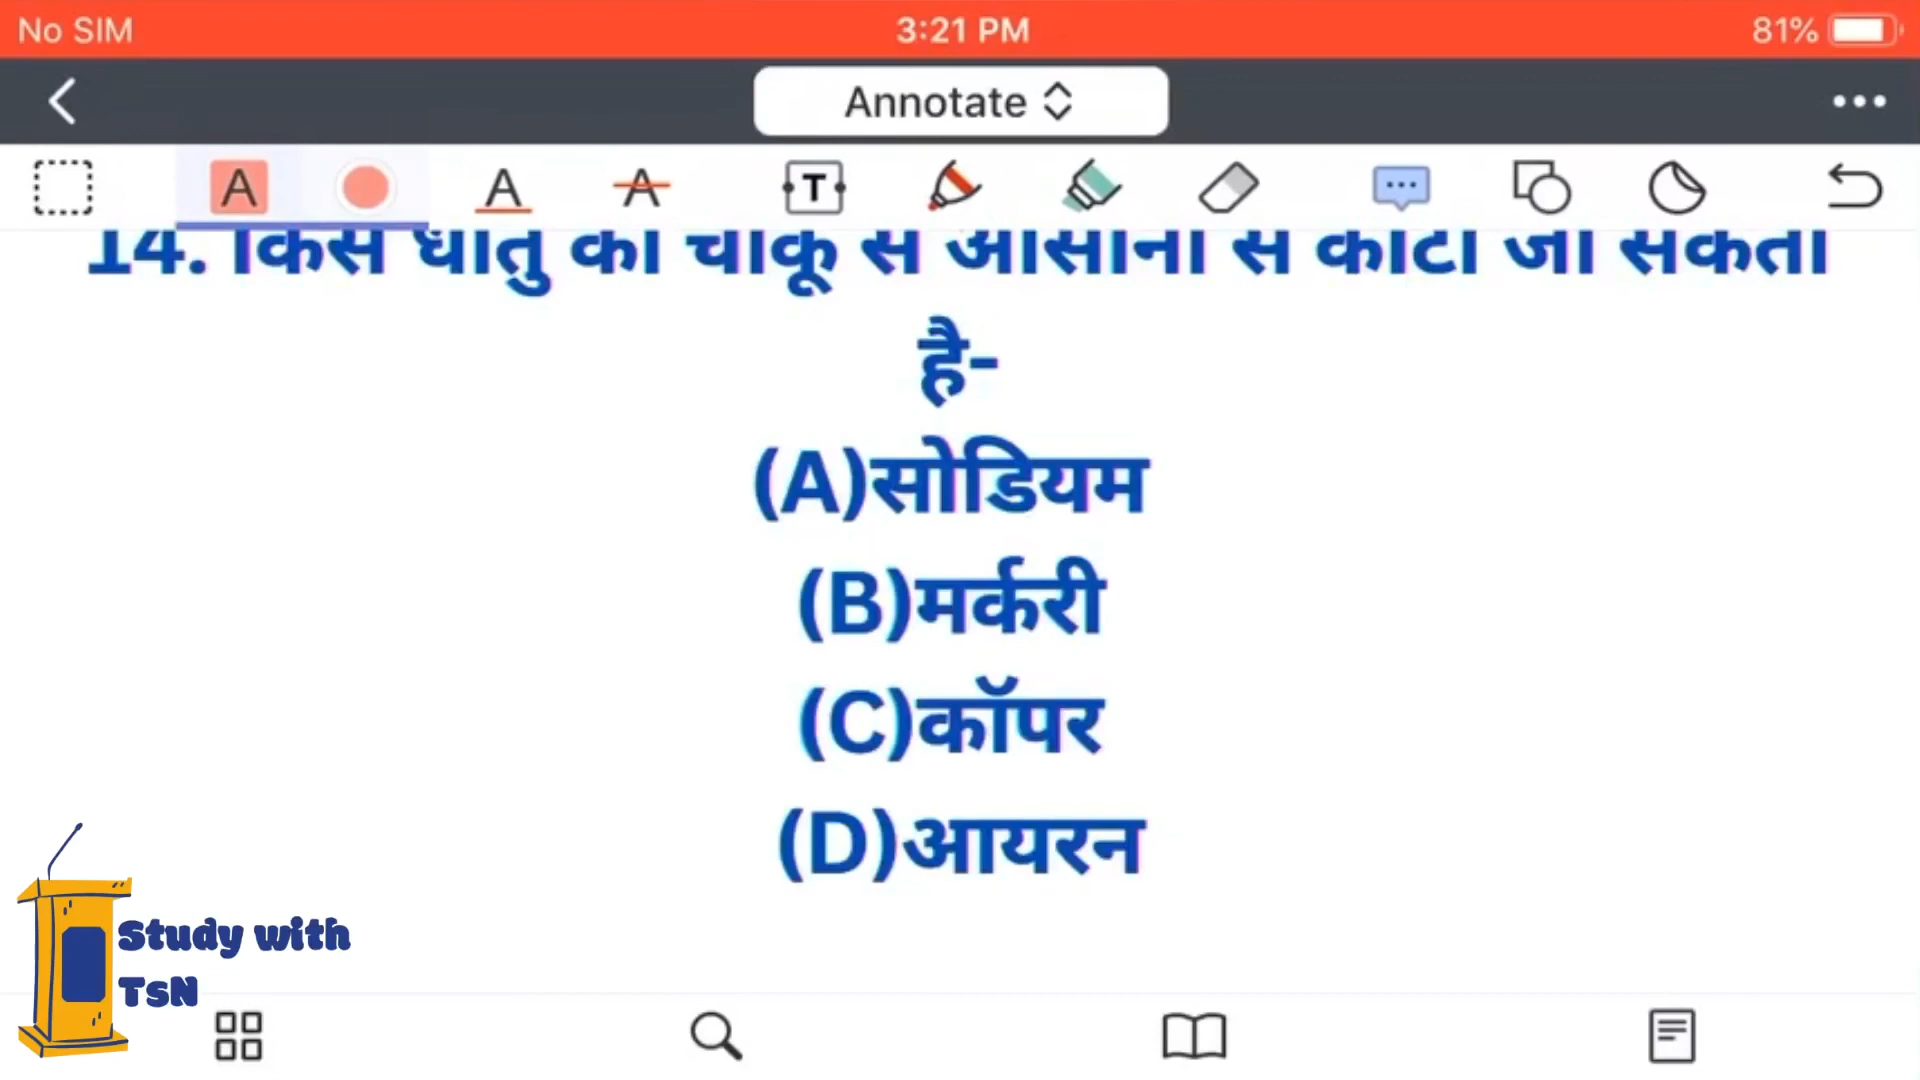 No SIM 3:21 PM 81%
Annotate
14. किस धातु को चाकू से आसानी से काटा जा सकता
है-
(A)सोडियम
(B)मर्करी
(C)कॉपर
(D)आयरन
Study with
TsN